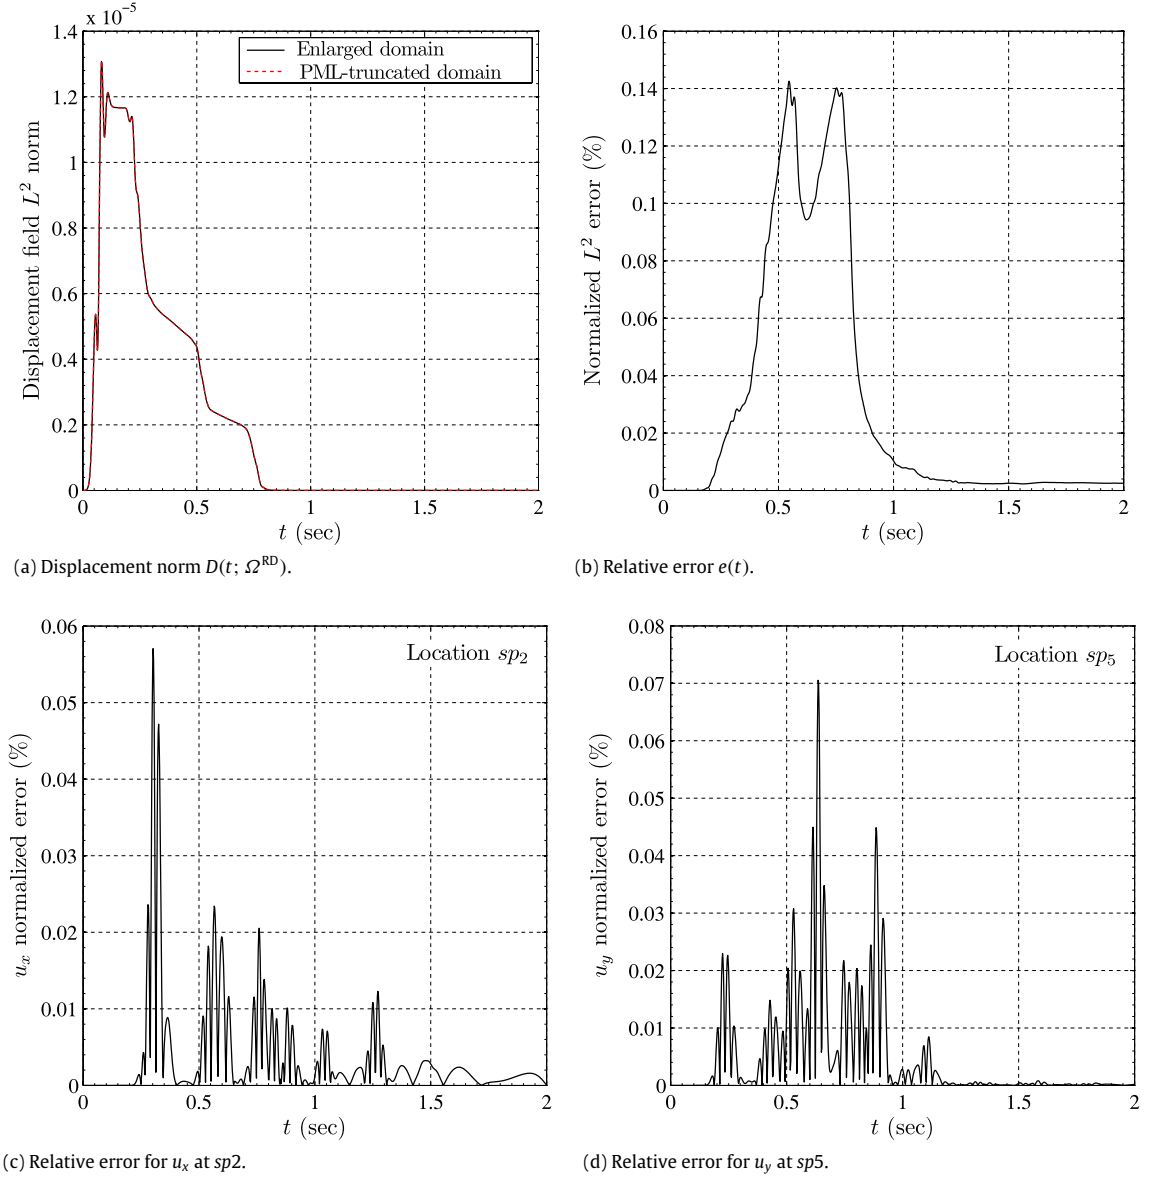 x 10⁻⁵
1.4
1.2
1
0.8
0.6
0.4
0.2
0
Displacement field L² norm
Enlarged domain
PML-truncated domain
0 0.5 1 1.5 2
t (sec)
(a) Displacement norm D(t; Ω^RD).
0.16
0.14
0.12
0.1
0.08
0.06
0.04
0.02
0
Normalized L² error (%)
0 0.5 1 1.5 2
t (sec)
(b) Relative error e(t).
0.06
0.05
0.04
0.03
0.02
0.01
0
uₓ normalized error (%)
Location sp₂
0 0.5 1 1.5 2
t (sec)
(c) Relative error for uₓ at sp2.
0.08
0.07
0.06
0.05
0.04
0.03
0.02
0.01
0
u_y normalized error (%)
Location sp₅
0 0.5 1 1.5 2
t (sec)
(d) Relative error for u_y at sp5.